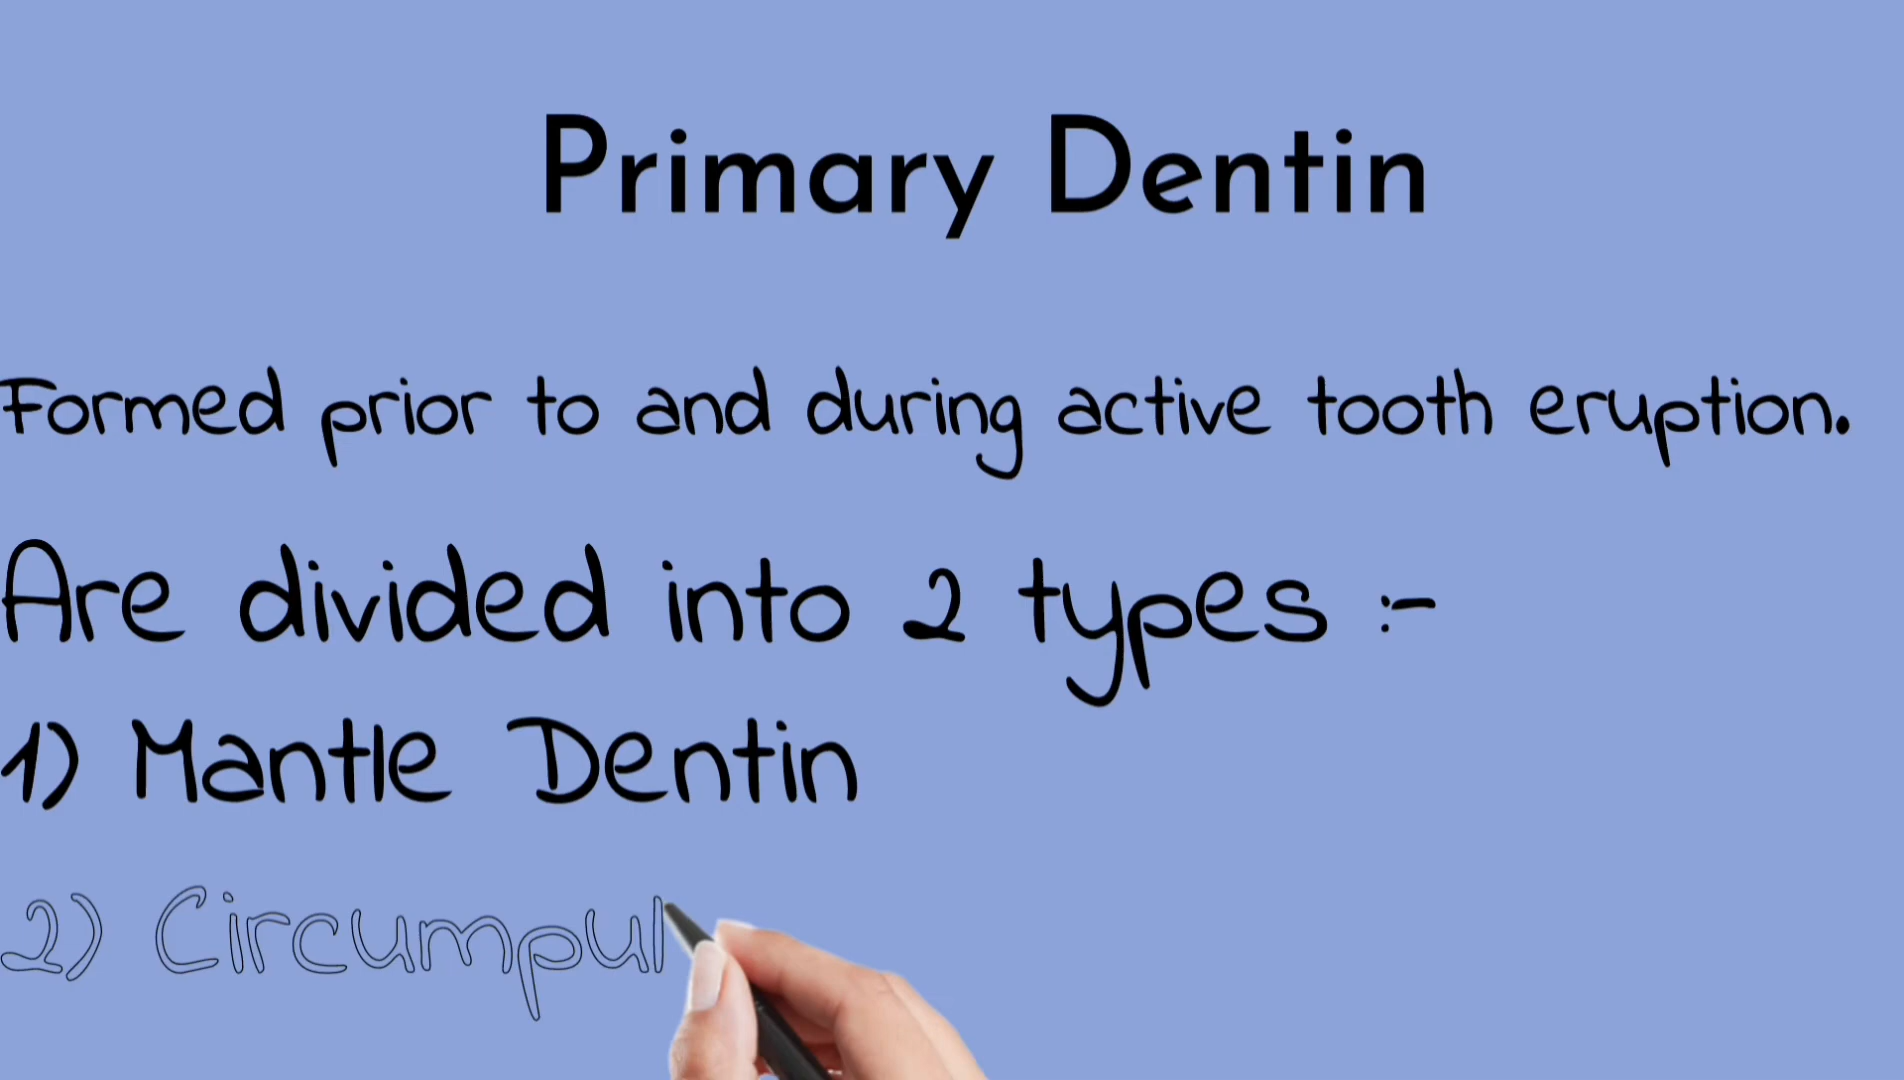 Primary Dentin
Formed prior to and during active tooth eruption.
Are divided into 2 types :-
1) Mantle Dentin
2) Circumpul